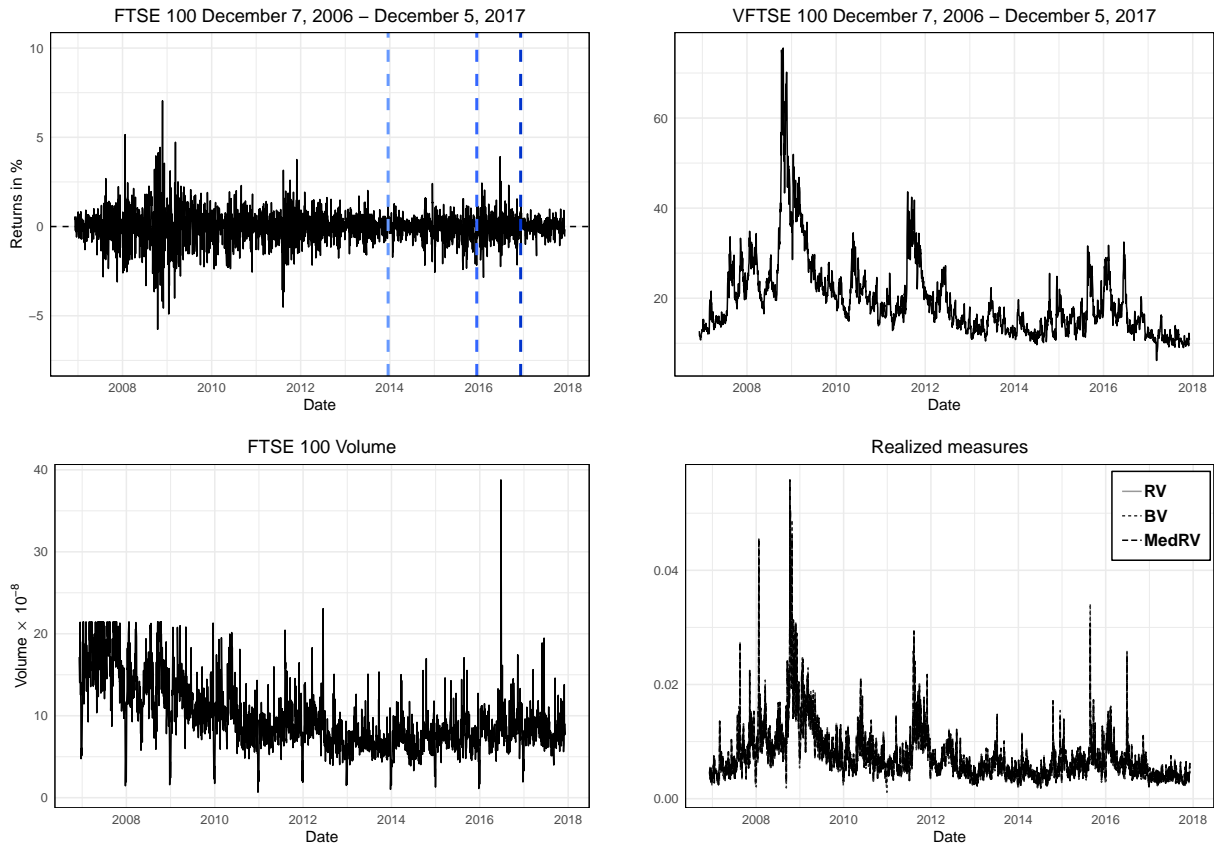 FTSE 100 December 7, 2006 − December 5, 2017
10
5
0
−5
Returns in %
2008 2010 2012 2014 2016 2018
Date
VFTSE 100 December 7, 2006 − December 5, 2017
60
40
20
2008 2010 2012 2014 2016 2018
Date
FTSE 100 Volume
40
30
20
10
0
Volume × 10⁻⁸
2008 2010 2012 2014 2016 2018
Date
Realized measures
RV
BV
MedRV
0.04
0.02
0.00
2008 2010 2012 2014 2016 2018
Date